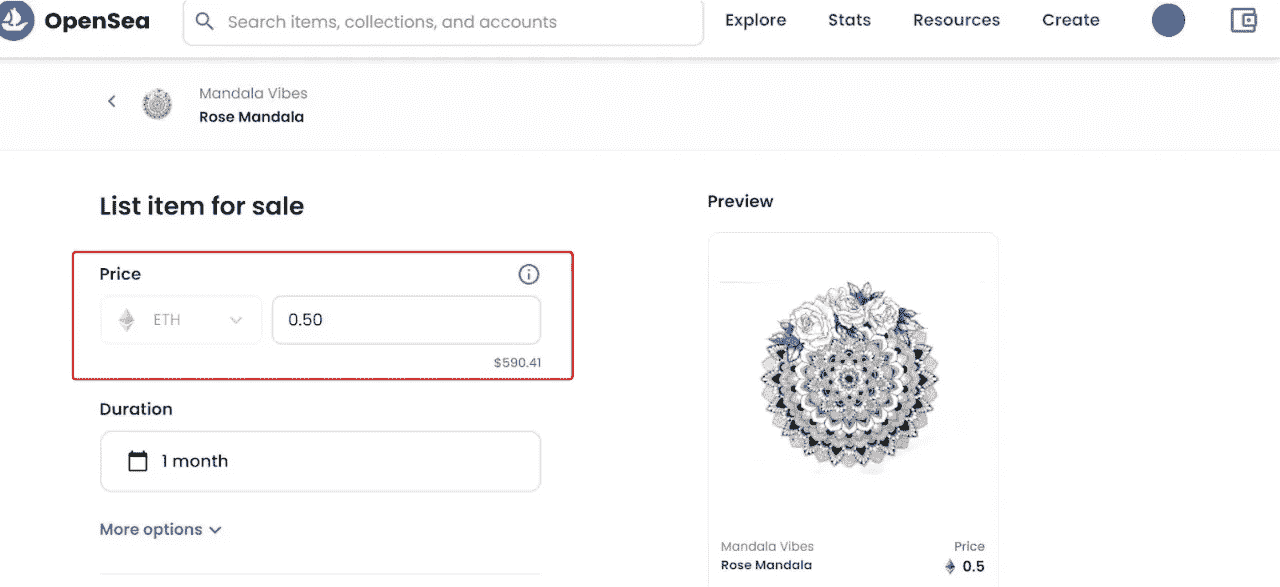 OpenSea
Search items, collections, and accounts
Explore
Stats
Resources
Create
Mandala Vibes
Rose Mandala
List item for sale
Price
ETH
0.50
$590.41
Duration
1 month
More options
Preview
Mandala Vibes
Price
Rose Mandala
0.5